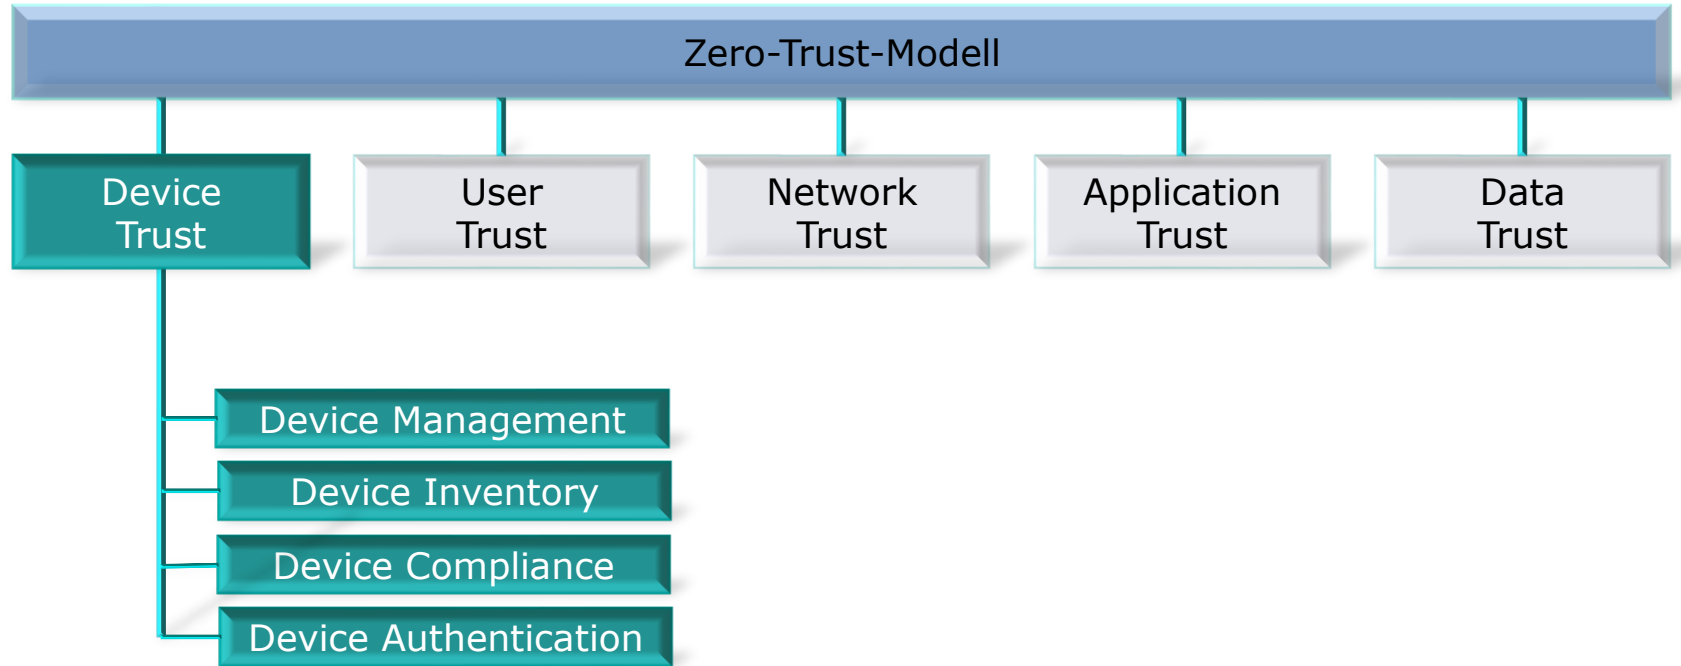 Zero-Trust-Modell
Device
Trust
User
Trust
Network
Trust
Application
Trust
Data
Trust
Device Management
Device Inventory
Device Compliance
Device Authentication